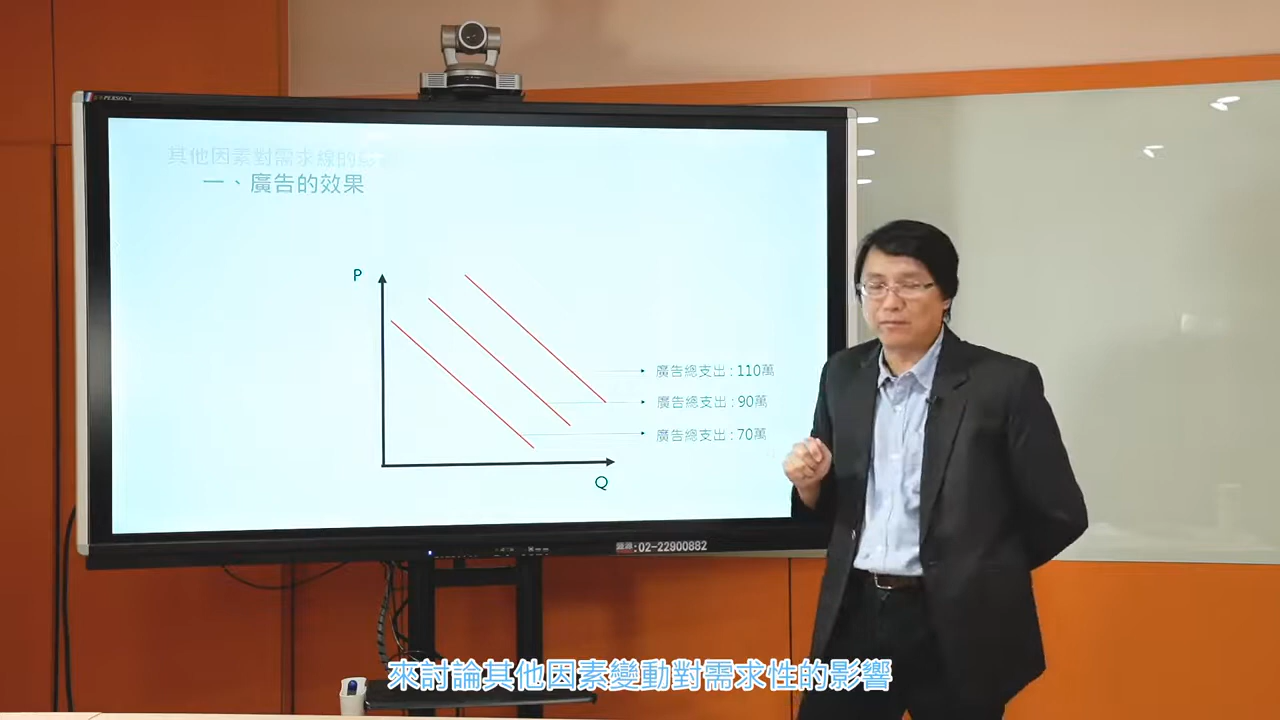 PERSONA
其他因素對需求線的影響
一、廣告的效果
P
廣告總支出:110萬
廣告總支出:90萬
廣告總支出:70萬
Q
:02-22900882
來討論其他因素變動對需求性的影響